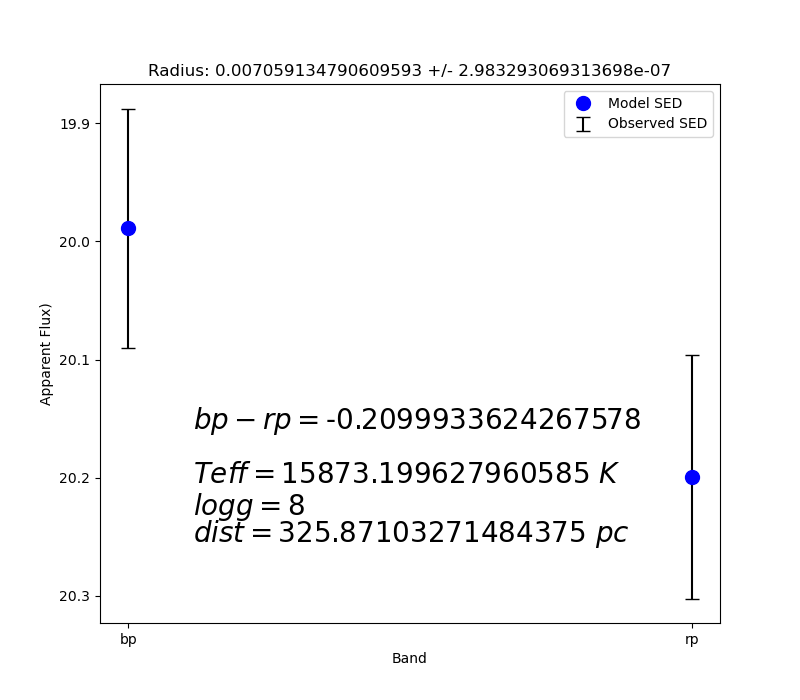 Radius: 0.007059134790609593 +/- 2.983293069313698e-07
Model SED
Observed SED
19.9
20.0
20.1
20.2
20.3
Apparent Flux)
bp − rp = -0.2099933624267578
Teff = 15873.199627960585 K
logg = 8
dist = 325.87103271484375 pc
bp
rp
Band